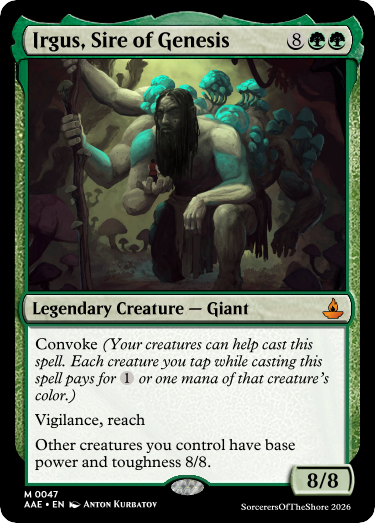 Irgus, Sire of Genesis 8
Legendary Creature — Giant
Convoke (Your creatures can help cast this
spell. Each creature you tap while casting
this spell pays for 1 or one mana of that creature's
color.)
Vigilance, reach
Other creatures you control have base
power and toughness 8/8.
8/8
M 0047
AAE • EN Anton Kurbatov
SorcerersOfTheShore 2026